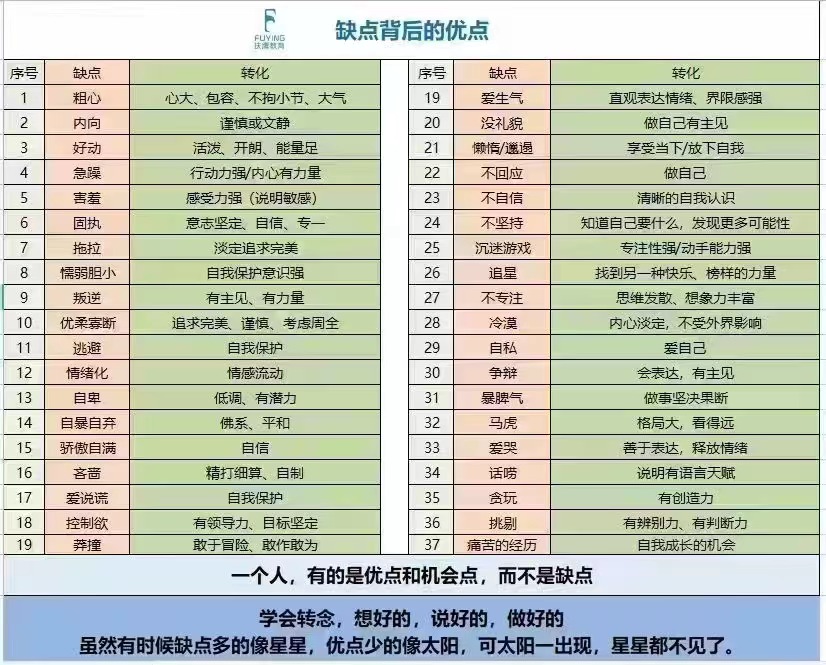 FUYING
扶鹰教育
缺点背后的优点
序号 缺点 转化
1 粗心 心大、包容、不拘小节、大气
2 内向 谨慎或文静
3 好动 活泼、开朗、能量足
4 急躁 行动力强/内心有力量
5 害羞 感受力强（说明敏感）
6 固执 意志坚定、自信、专一
7 拖拉 淡定追求完美
8 懦弱胆小 自我保护意识强
9 叛逆 有主见、有力量
10 优柔寡断 追求完美、谨慎、考虑周全
11 逃避 自我保护
12 情绪化 情感流动
13 自卑 低调、有潜力
14 自暴自弃 佛系、平和
15 骄傲自满 自信
16 吝啬 精打细算、自制
17 爱说谎 自我保护
18 控制欲 有领导力、目标坚定
19 莽撞 敢于冒险、敢作敢为
序号 缺点 转化
19 爱生气 直观表达情绪、界限感强
20 没礼貌 做自己有主见
21 懒惰/邋遢 享受当下/放下自我
22 不回应 做自己
23 不自信 清晰的自我认识
24 不坚持 知道自己要什么，发现更多可能性
25 沉迷游戏 专注性强/动手能力强
26 追星 找到另一种快乐、榜样的力量
27 不专注 思维发散、想象力丰富
28 冷漠 内心淡定，不受外界影响
29 自私 爱自己
30 争辩 会表达，有主见
31 暴脾气 做事坚决果断
32 马虎 格局大，看得远
33 爱哭 善于表达，释放情绪
34 话唠 说明有语言天赋
35 贪玩 有创造力
36 挑剔 有辨别力、有判断力
37 痛苦的经历 自我成长的机会
一个人，有的是优点和机会点，而不是缺点
学会转念，想好的，说好的，做好的
虽然有时候缺点多的像星星，优点少的像太阳，可太阳一出现，星星都不见了。